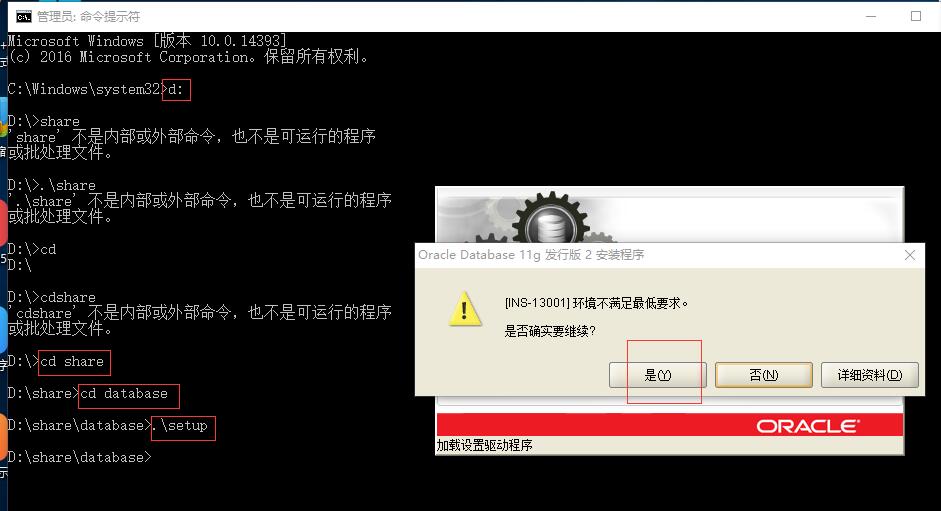 管理员: 命令提示符
Microsoft Windows [版本 10.0.14393]
(c) 2016 Microsoft Corporation。保留所有权利。
C:\Windows\system32>d:
D:\>share
'share' 不是内部或外部命令，也不是可运行的程序
或批处理文件。
D:\>.\share
'.\share' 不是内部或外部命令，也不是可运行的程序
或批处理文件。
D:\>cd
D:\
D:\>cdshare
'cdshare' 不是内部或外部命令，也不是可运行的程序
或批处理文件。
D:\>cd share
D:\share>cd database
D:\share\database>.\setup
D:\share\database>
Oracle Database 11g 发行版 2 安装程序
[INS-13001] 环境不满足最低要求。
是否确实要继续?
是(Y)
否(N)
详细资料(D)
ORACLE
加载设置驱动程序